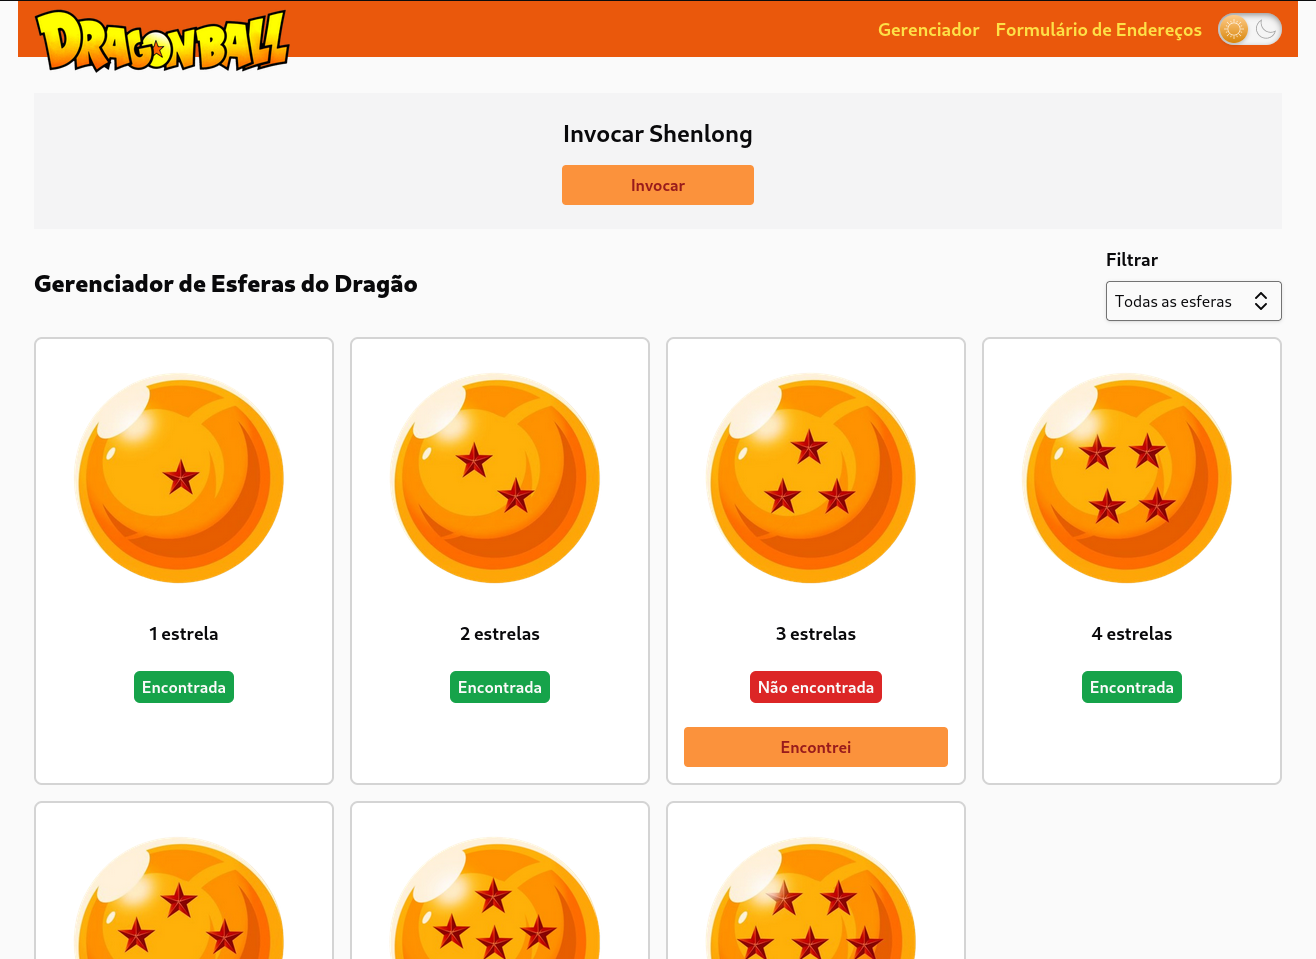 DRAGONBALL
Gerenciador
Formulário de Endereços
Invocar Shenlong
Invocar
Gerenciador de Esferas do Dragão
Filtrar
Todas as esferas
1 estrela
2 estrelas
3 estrelas
4 estrelas
Encontrada
Encontrada
Não encontrada
Encontrada
Encontrei